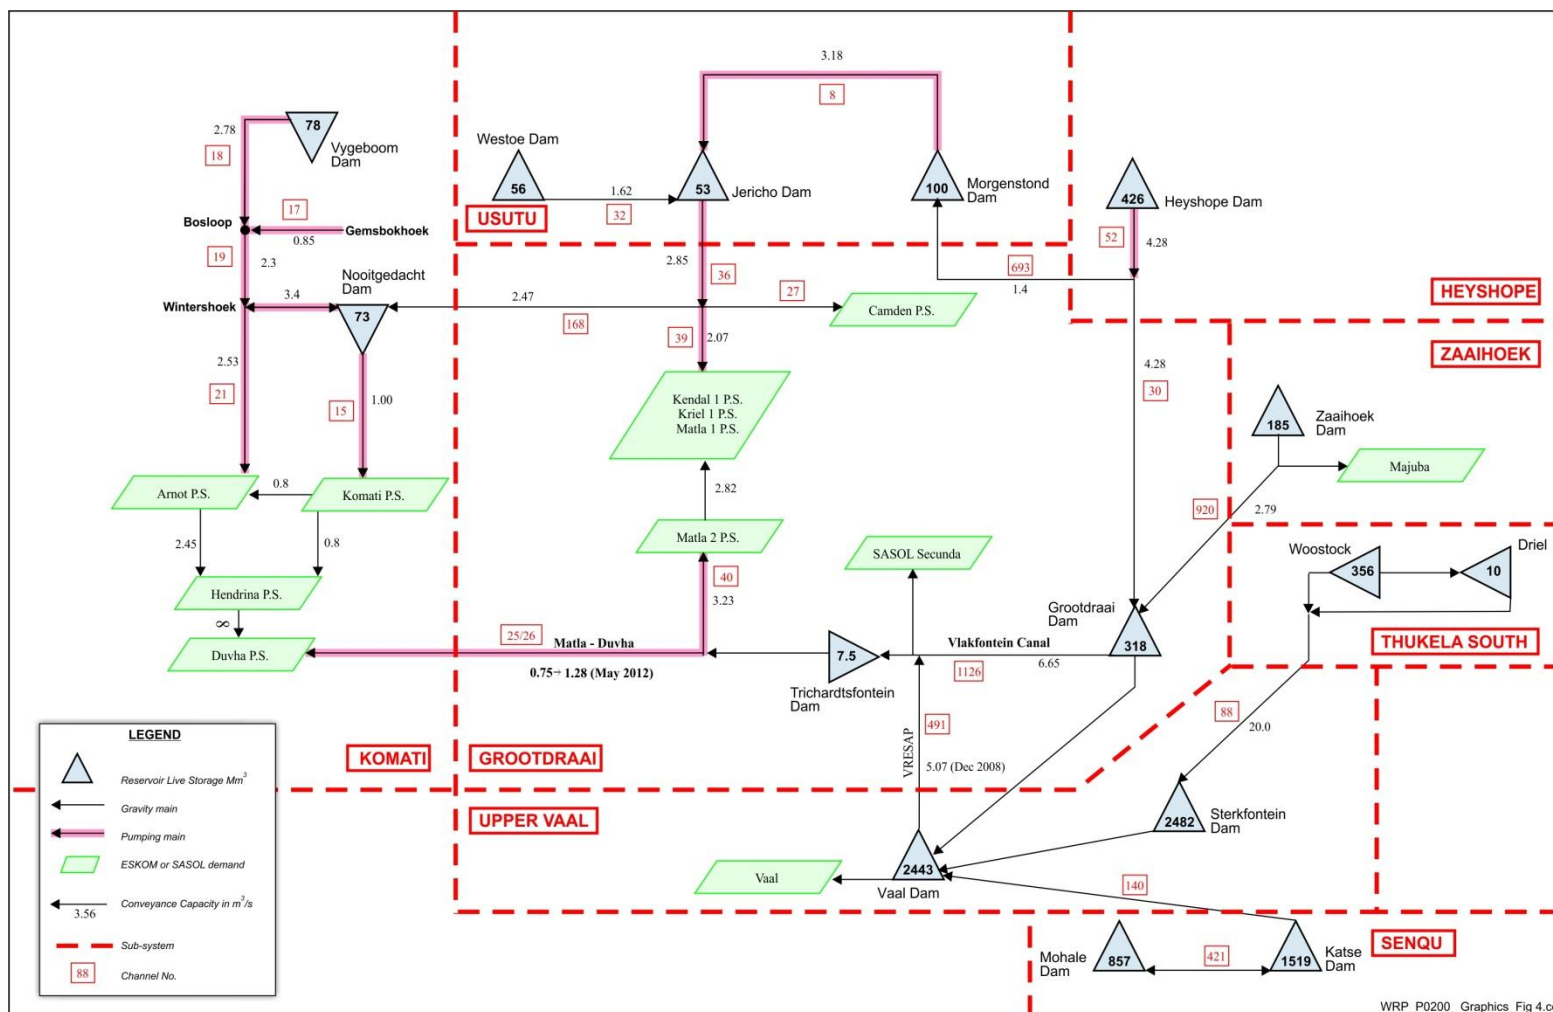 3.18
8
78
2.78
Vygeboom
Dam
18
Westoe Dam
56
1.62
32
53
Jericho Dam
100
Morgenstond
Dam
426
Heyshope Dam
USUTU
17
Bosloop
Gemsbokhoek
0.85
52
4.28
19
2.3
2.85
36
693
1.4
HEYSHOPE
Nooitgedacht
Dam
Wintershoek
3.4
73
2.47
168
27
Camden P.S.
39
2.07
ZAAIHOEK
2.53
21
15
1.00
4.28
30
Kendal 1 P.S.
Kriel 1 P.S.
Matla 1 P.S.
185
Zaaihoek
Dam
Majuba
Arnot P.S.
0.8
Komati P.S.
2.82
920
2.79
2.45
0.8
Matla 2 P.S.
SASOL Secunda
Woostock
356
Driel
10
Hendrina P.S.
40
3.23
Grootdraai
Dam
318
THUKELA SOUTH
∞
Duvha P.S.
25/26
Matla - Duvha
0.75→ 1.28 (May 2012)
7.5
Trichardtsfontein
Dam
Vlakfontein Canal
1126
6.65
88
20.0
491
VRESAP
5.07 (Dec 2008)
KOMATI
GROOTDRAAI
UPPER VAAL
2482
Sterkfontein
Dam
Vaal
2443
Vaal Dam
140
SENQU
Mohale
Dam
857
421
1519
Katse
Dam
LEGEND
Reservoir Live Storage Mm³
Gravity main
Pumping main
ESKOM or SASOL demand
Conveyance Capacity in m³/s
3.56
Sub-system
88
Channel No.
WRP_P0200_Graphics_Fig 4.c